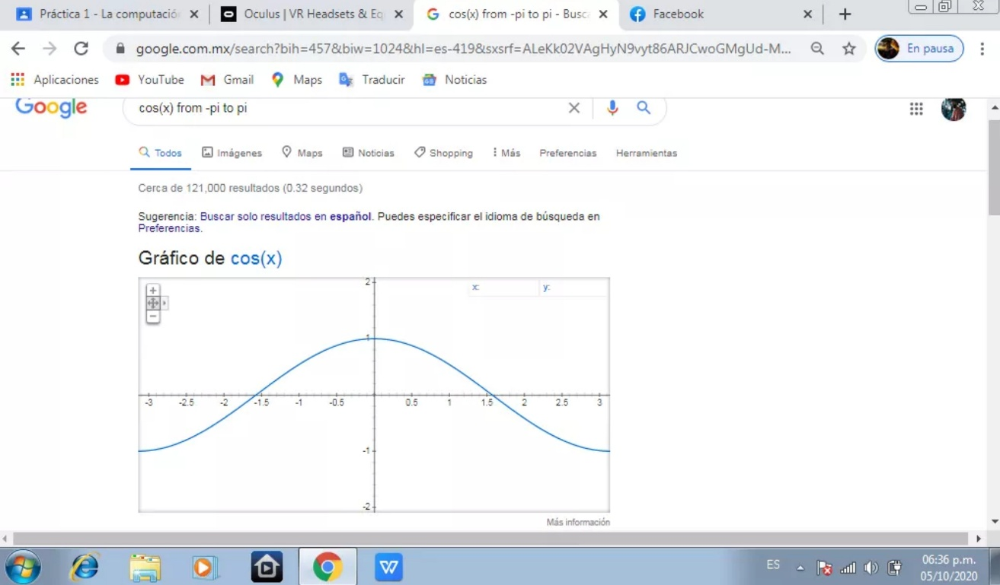 Práctica 1 - La computació
Oculus | VR Headsets & Eq
cos(x) from -pi to pi - Busc
Facebook
google.com.mx/search?bih=457&biw=1024&hl=es-419&sxsrf=ALeKk02VAgHyN9vyt86ARJCwoGMgUd-M...
En pausa
Aplicaciones YouTube Gmail Maps Traducir Noticias
Google
cos(x) from -pi to pi
Todos Imágenes Maps Noticias Shopping Más Preferencias Herramientas
Cerca de 121,000 resultados (0.32 segundos)
Sugerencia: Buscar solo resultados en español. Puedes especificar el idioma de búsqueda en
Preferencias.
Gráfico de cos(x)
2
x: y:
1
-3 -2.5 -2 -1.5 -1 -0.5 0.5 1 1.5 2 2.5 3
-1
-2
Más información
ES
06:36 p.m.
05/10/2020